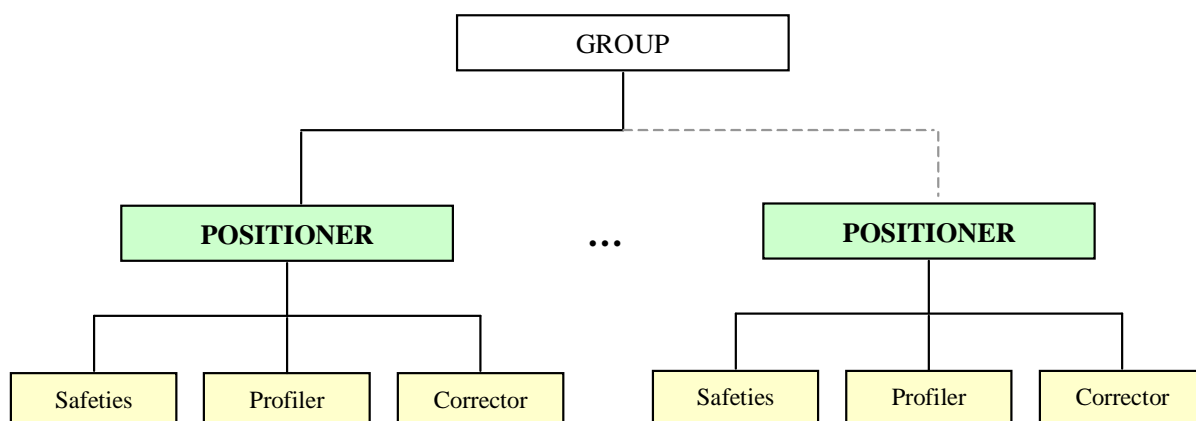 GROUP
POSITIONER
...
POSITIONER
Safeties
Profiler
Corrector
Safeties
Profiler
Corrector